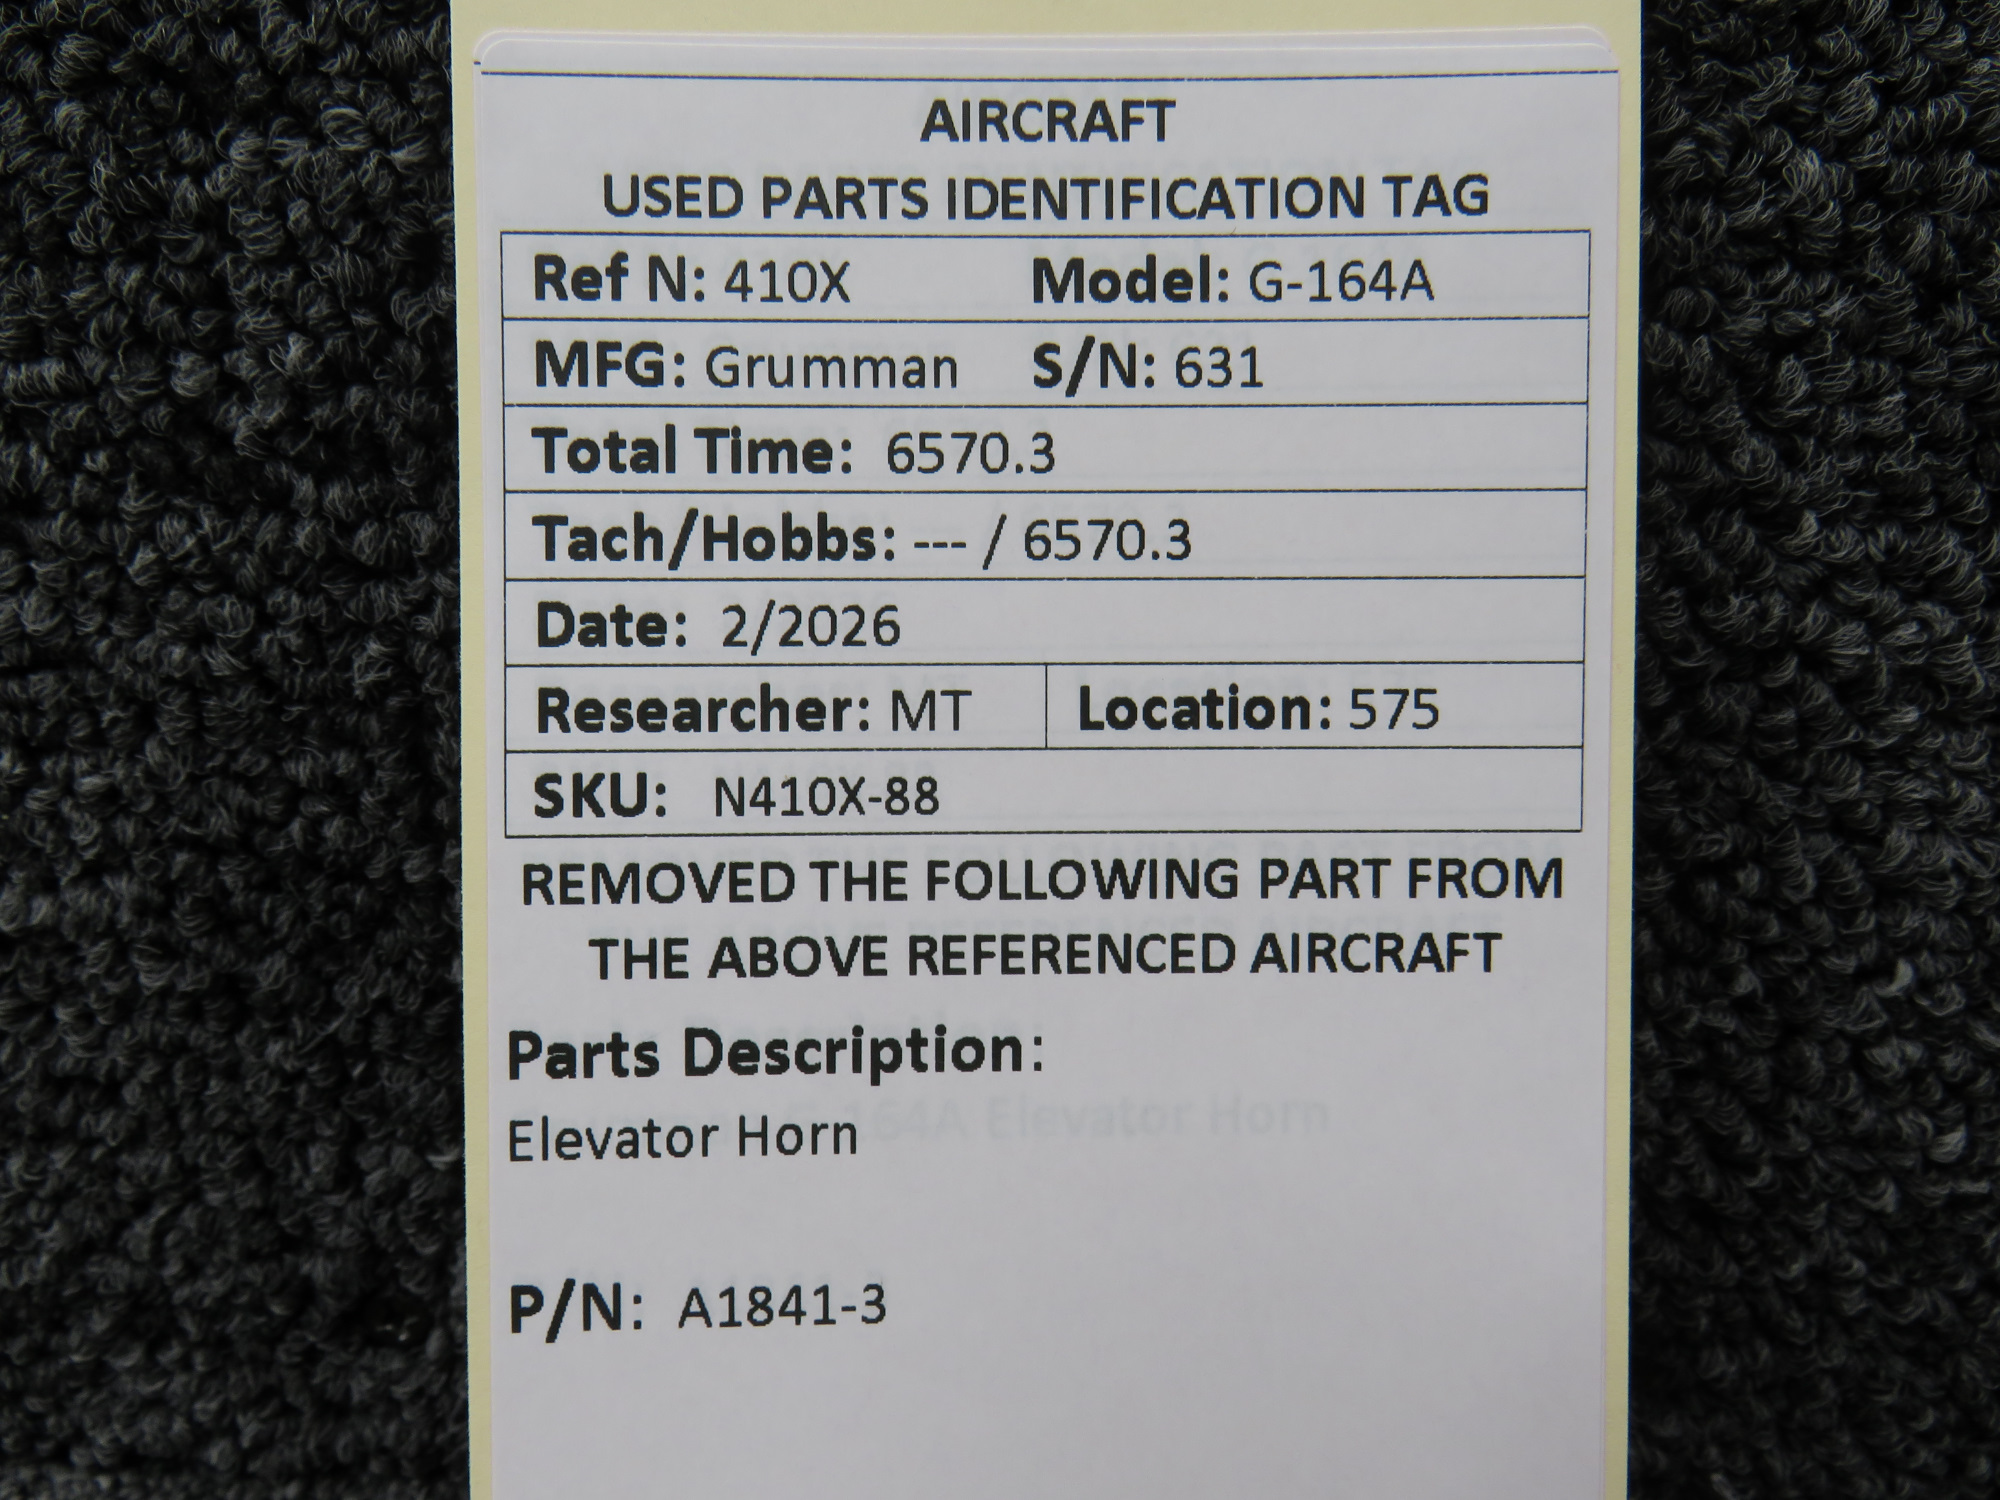 AIRCRAFT
USED PARTS IDENTIFICATION TAG
Ref N: 410X Model: G-164A
MFG: Grumman S/N: 631
Total Time: 6570.3
Tach/Hobbs: --- / 6570.3
Date: 2/2026
Researcher: MT Location: 575
SKU: N410X-88
REMOVED THE FOLLOWING PART FROM
THE ABOVE REFERENCED AIRCRAFT
Parts Description:
Elevator Horn
P/N: A1841-3